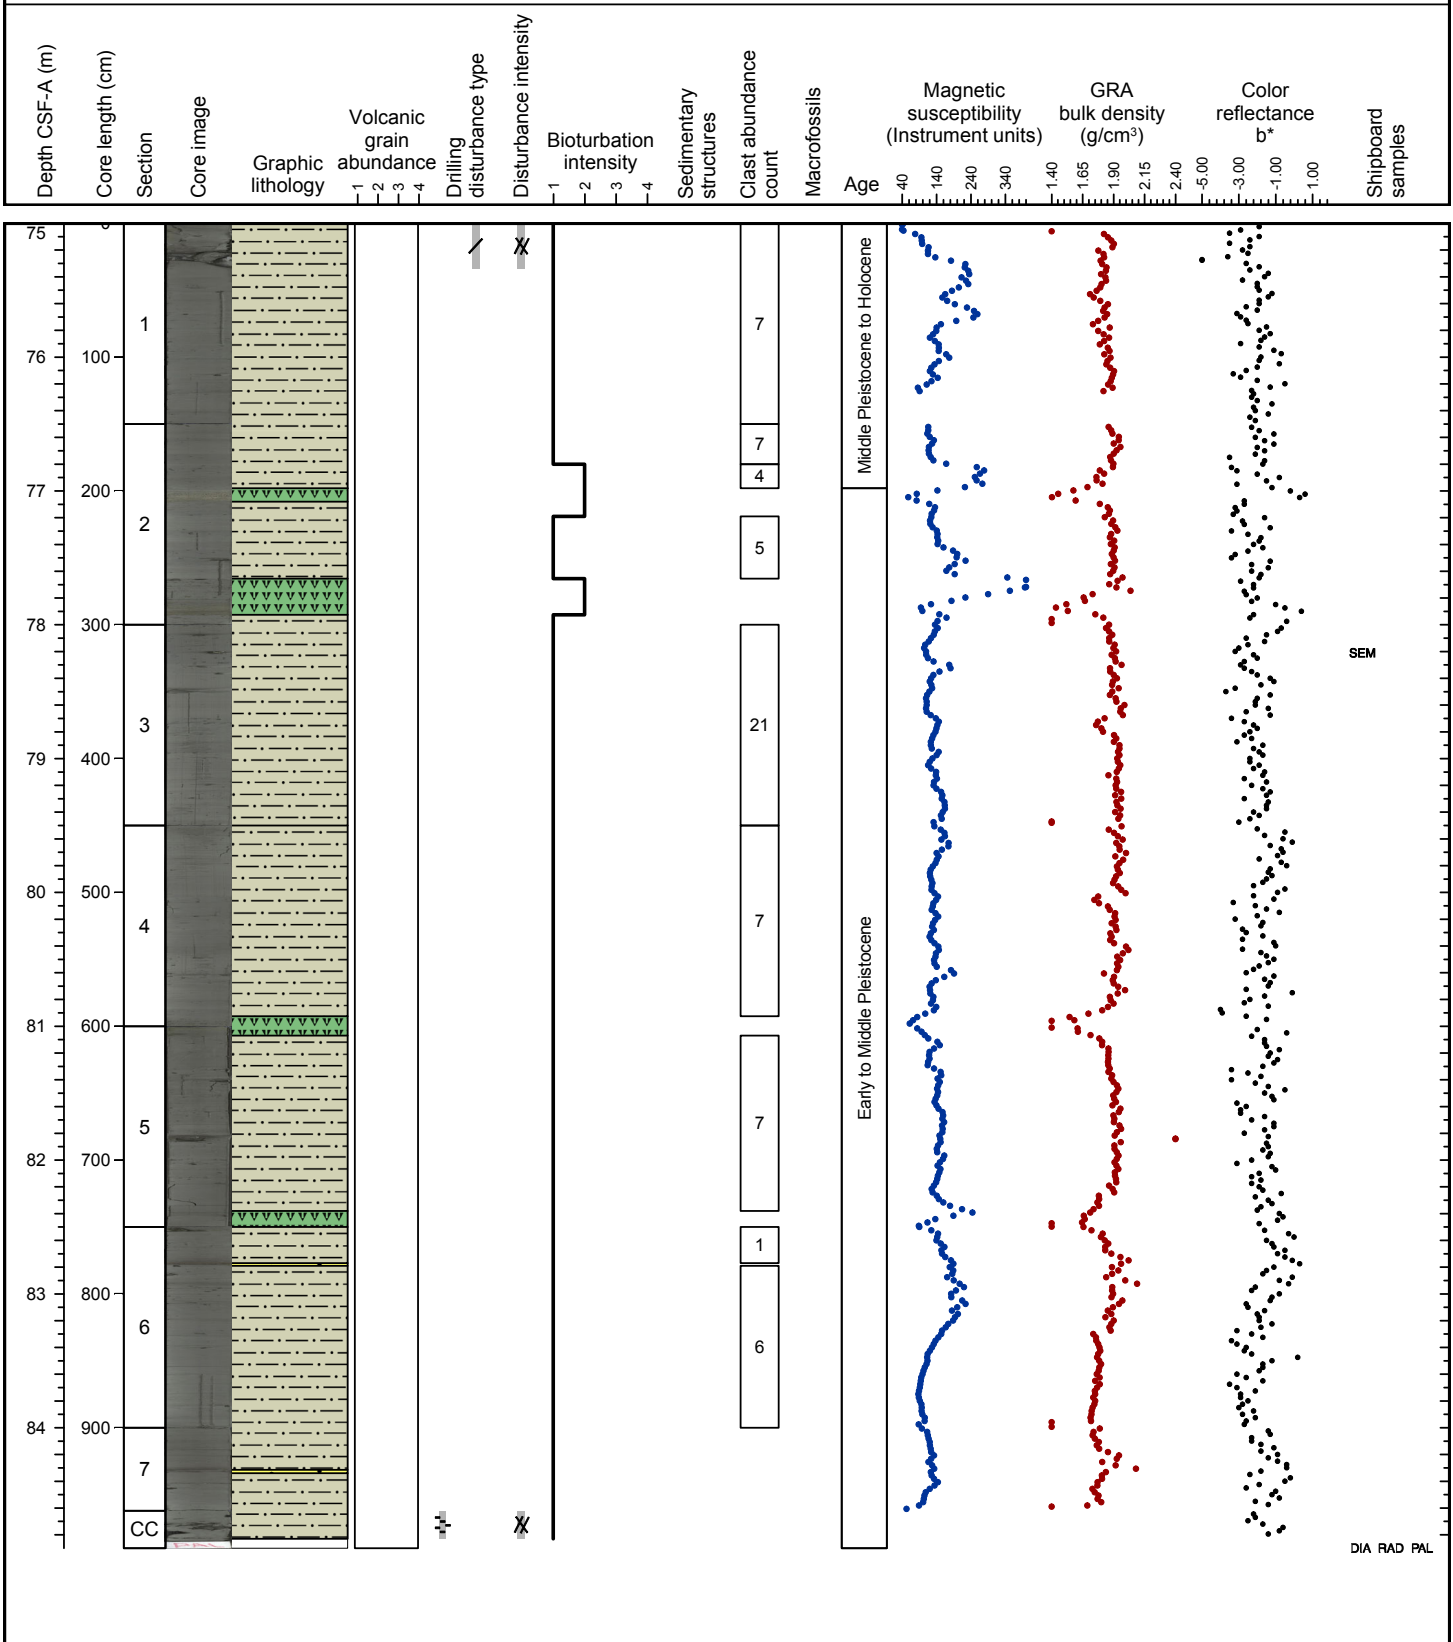 Depth CSF-A (m)
Core length (cm)
Section
Core image
Graphic
lithology
Volcanic
grain
abundance
1 2 3 4
Drilling
disturbance type
Disturbance intensity
Bioturbation
intensity
1 2 3 4
Sedimentary
structures
Clast abundance
count
Macrofossils
Age
Magnetic
susceptibility
(Instrument units)
40 140 240 340
GRA
bulk density
(g/cm³)
1.40 1.65 1.90 2.15 2.40
Color
reflectance
b*
-5.00 -3.00 -1.00 1.00
Shipboard
samples
75 0
1 7
76 100
Middle Pleistocene to Holocene
7
4
77 200
2 5
78 300
SEM
3 21
79 400
80 500
4 7
Early to Middle Pleistocene
81 600
5 7
82 700
1
83 800
6 6
84 900
7
CC
PAL
DIA RAD PAL